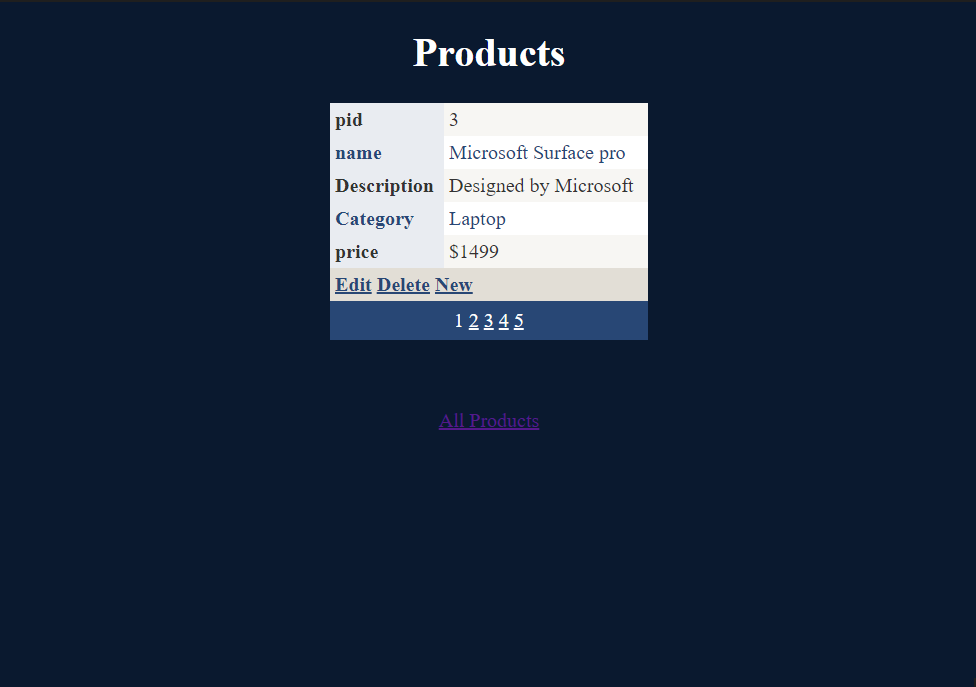 Products
pid 3
name Microsoft Surface pro
Description Designed by Microsoft
Category Laptop
price $1499
Edit Delete New
1 2 3 4 5
All Products